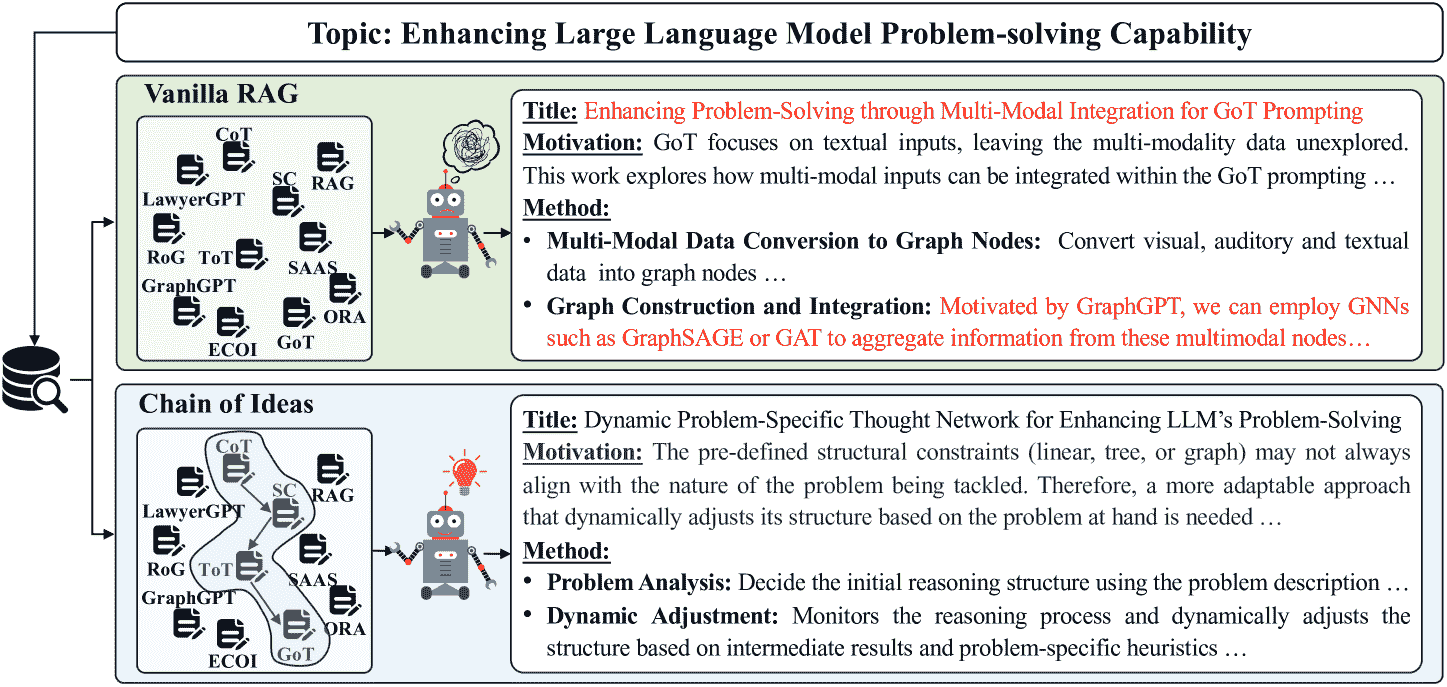 Topic: Enhancing Large Language Model Problem-solving Capability
Vanilla RAG
CoT
RAG
SC
LawyerGPT
RoG
ToT
SAAS
GraphGPT
ORA
GoT
ECOI
Title: Enhancing Problem-Solving through Multi-Modal Integration for GoT Prompting
Motivation: GoT focuses on textual inputs, leaving the multi-modality data unexplored.
This work explores how multi-modal inputs can be integrated within the GoT prompting …
Method:
• Multi-Modal Data Conversion to Graph Nodes: Convert visual, auditory and textual
data into graph nodes …
• Graph Construction and Integration: Motivated by GraphGPT, we can employ GNNs
such as GraphSAGE or GAT to aggregate information from these multimodal nodes…
Chain of Ideas
CoT
SC
RAG
LawyerGPT
RoG
ToT
SAAS
GraphGPT
ORA
GoT
ECOI
Title: Dynamic Problem-Specific Thought Network for Enhancing LLM's Problem-Solving
Motivation: The pre-defined structural constraints (linear, tree, or graph) may not always
align with the nature of the problem being tackled. Therefore, a more adaptable approach
that dynamically adjusts its structure based on the problem at hand is needed …
Method:
• Problem Analysis: Decide the initial reasoning structure using the problem description …
• Dynamic Adjustment: Monitors the reasoning process and dynamically adjusts the
structure based on intermediate results and problem-specific heuristics …